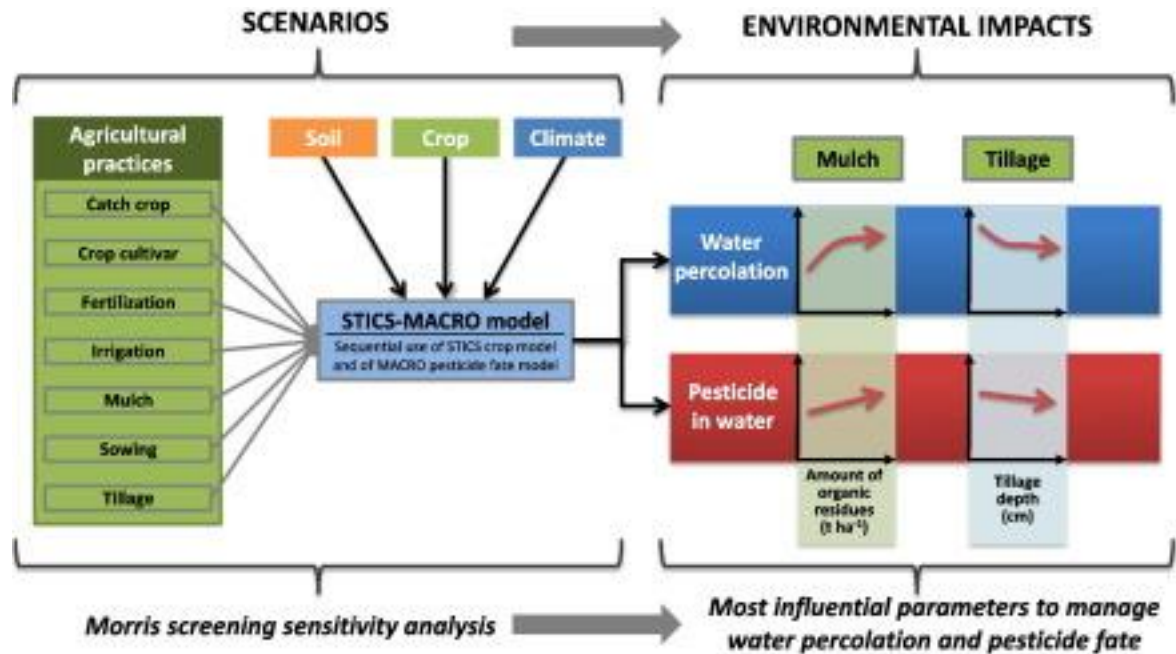 SCENARIOS
ENVIRONMENTAL IMPACTS
Agricultural
practices
Catch crop
Crop cultivar
Fertilization
Irrigation
Mulch
Sowing
Tillage
Soil
Crop
Climate
STICS-MACRO model
Sequential use of STICS crop model
and of MACRO pesticide fate model
Mulch
Tillage
Water
percolation
Pesticide
in water
Amount of
organic
residues
(t ha⁻¹)
Tillage
depth
(cm)
Morris screening sensitivity analysis
Most influential parameters to manage
water percolation and pesticide fate